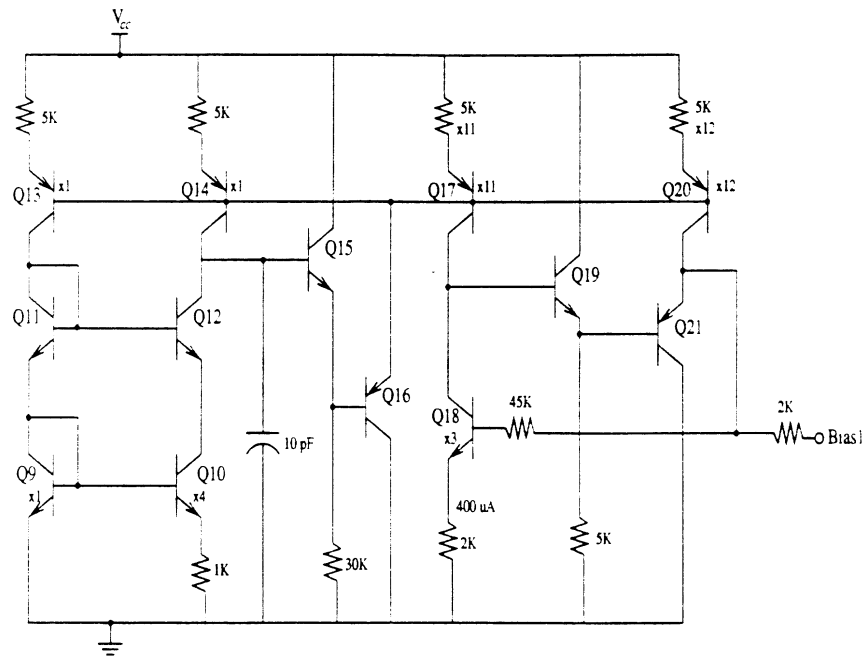 Vcc
5K
5K
5K
x11
5K
x12
Q13
x1
Q14
x1
Q17
x11
Q20
x12
Q15
Q19
Q11
Q12
Q21
Q16
45K
2K
Q18
x3
Bias1
10 pF
Q9
x1
Q10
x4
400 uA
2K
1K
30K
5K